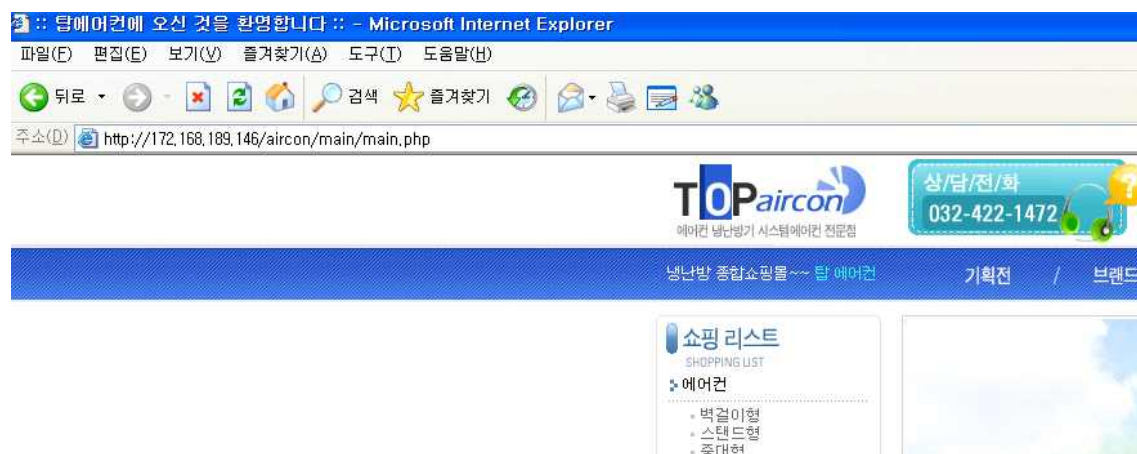 :: 탑에어컨에 오신 것을 환영합니다 :: - Microsoft Internet Explorer
파일(F) 편집(E) 보기(V) 즐겨찾기(A) 도구(T) 도움말(H)
뒤로 검색 즐겨찾기
주소(D) http://172.168.189.146/aircon/main/main.php
TOPaircon
에어컨 냉난방기 시스템에어컨 전문점
상/담/전/화
032-422-1472
?
냉난방 종합쇼핑몰~~ 탑 에어컨 기획전 / 브랜드
쇼핑 리스트
SHOPPING LIST
에어컨
벽걸이형
스탠드형
중대형